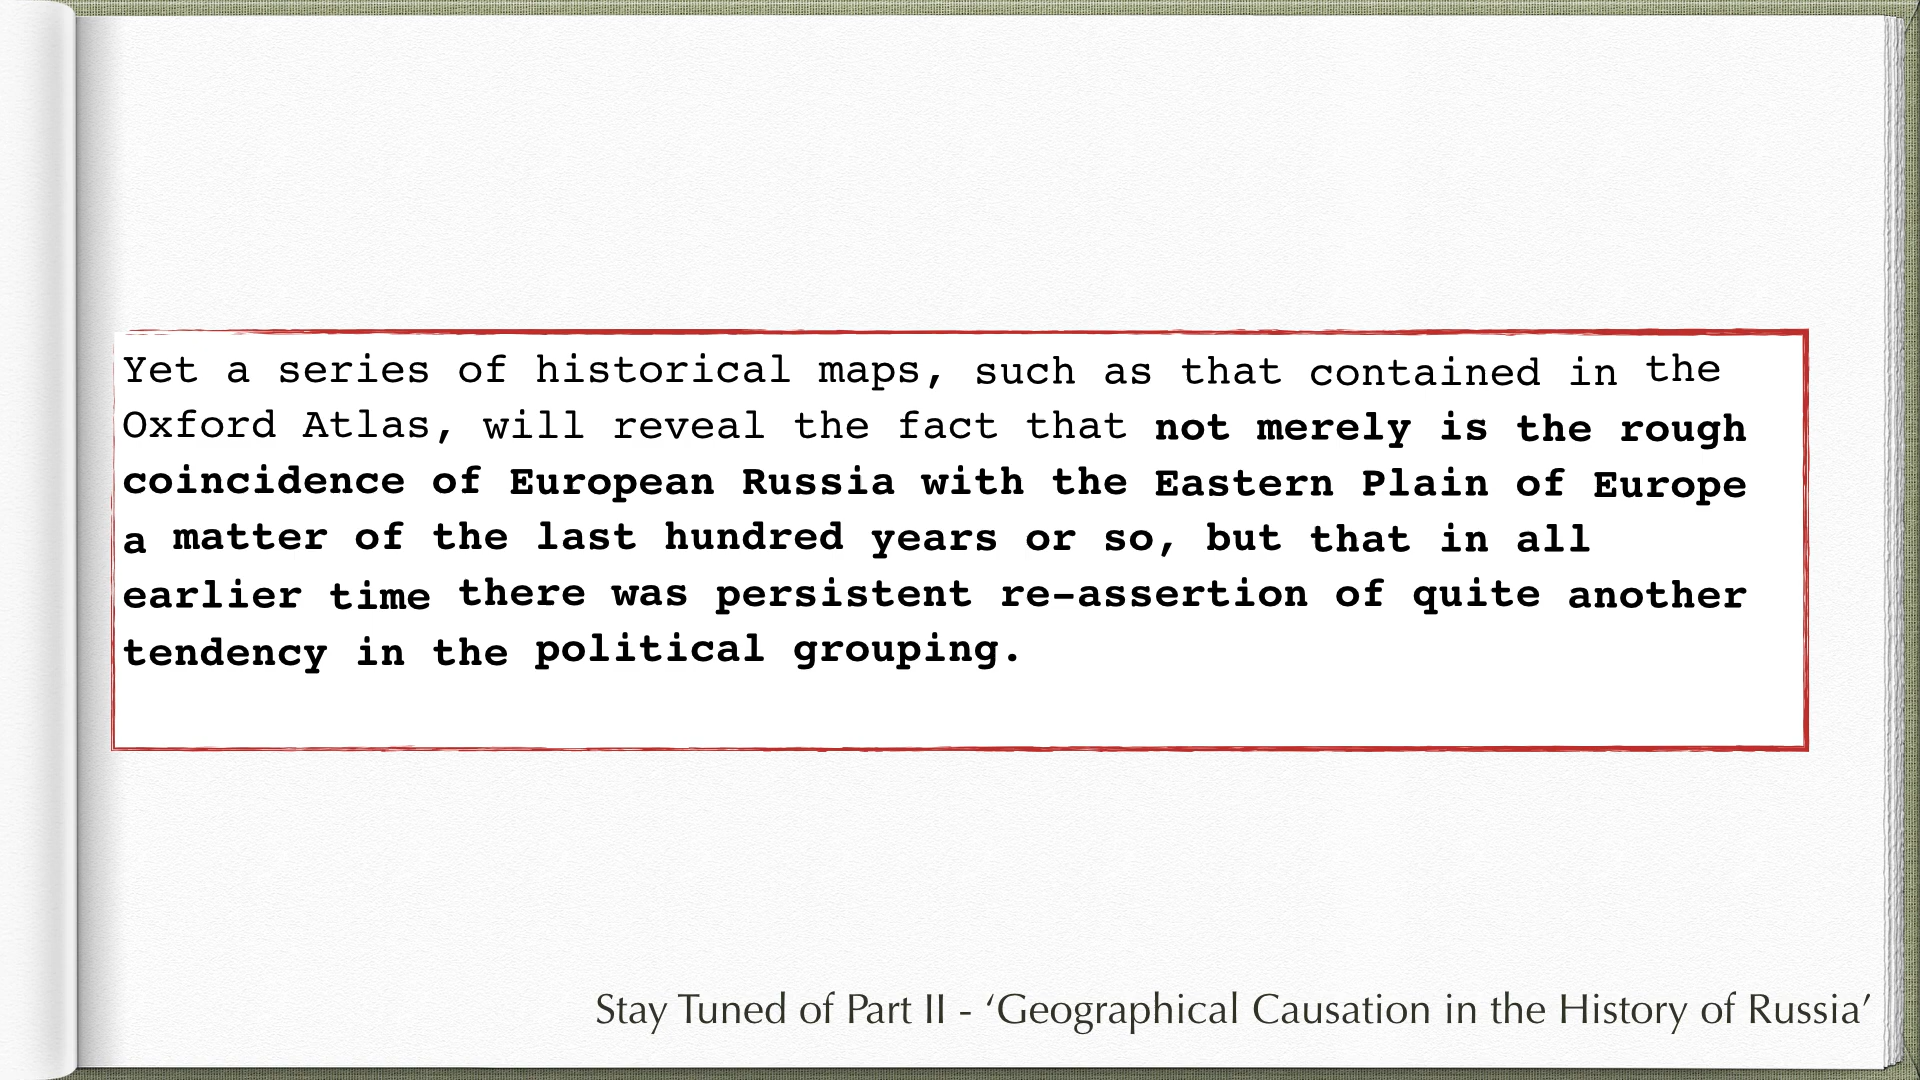 Yet a series of historical maps, such as that contained in the
Oxford Atlas, will reveal the fact that not merely is the rough
coincidence of European Russia with the Eastern Plain of Europe
a matter of the last hundred years or so, but that in all
earlier time there was persistent re-assertion of quite another
tendency in the political grouping.
Stay Tuned of Part II - ‘Geographical Causation in the History of Russia’